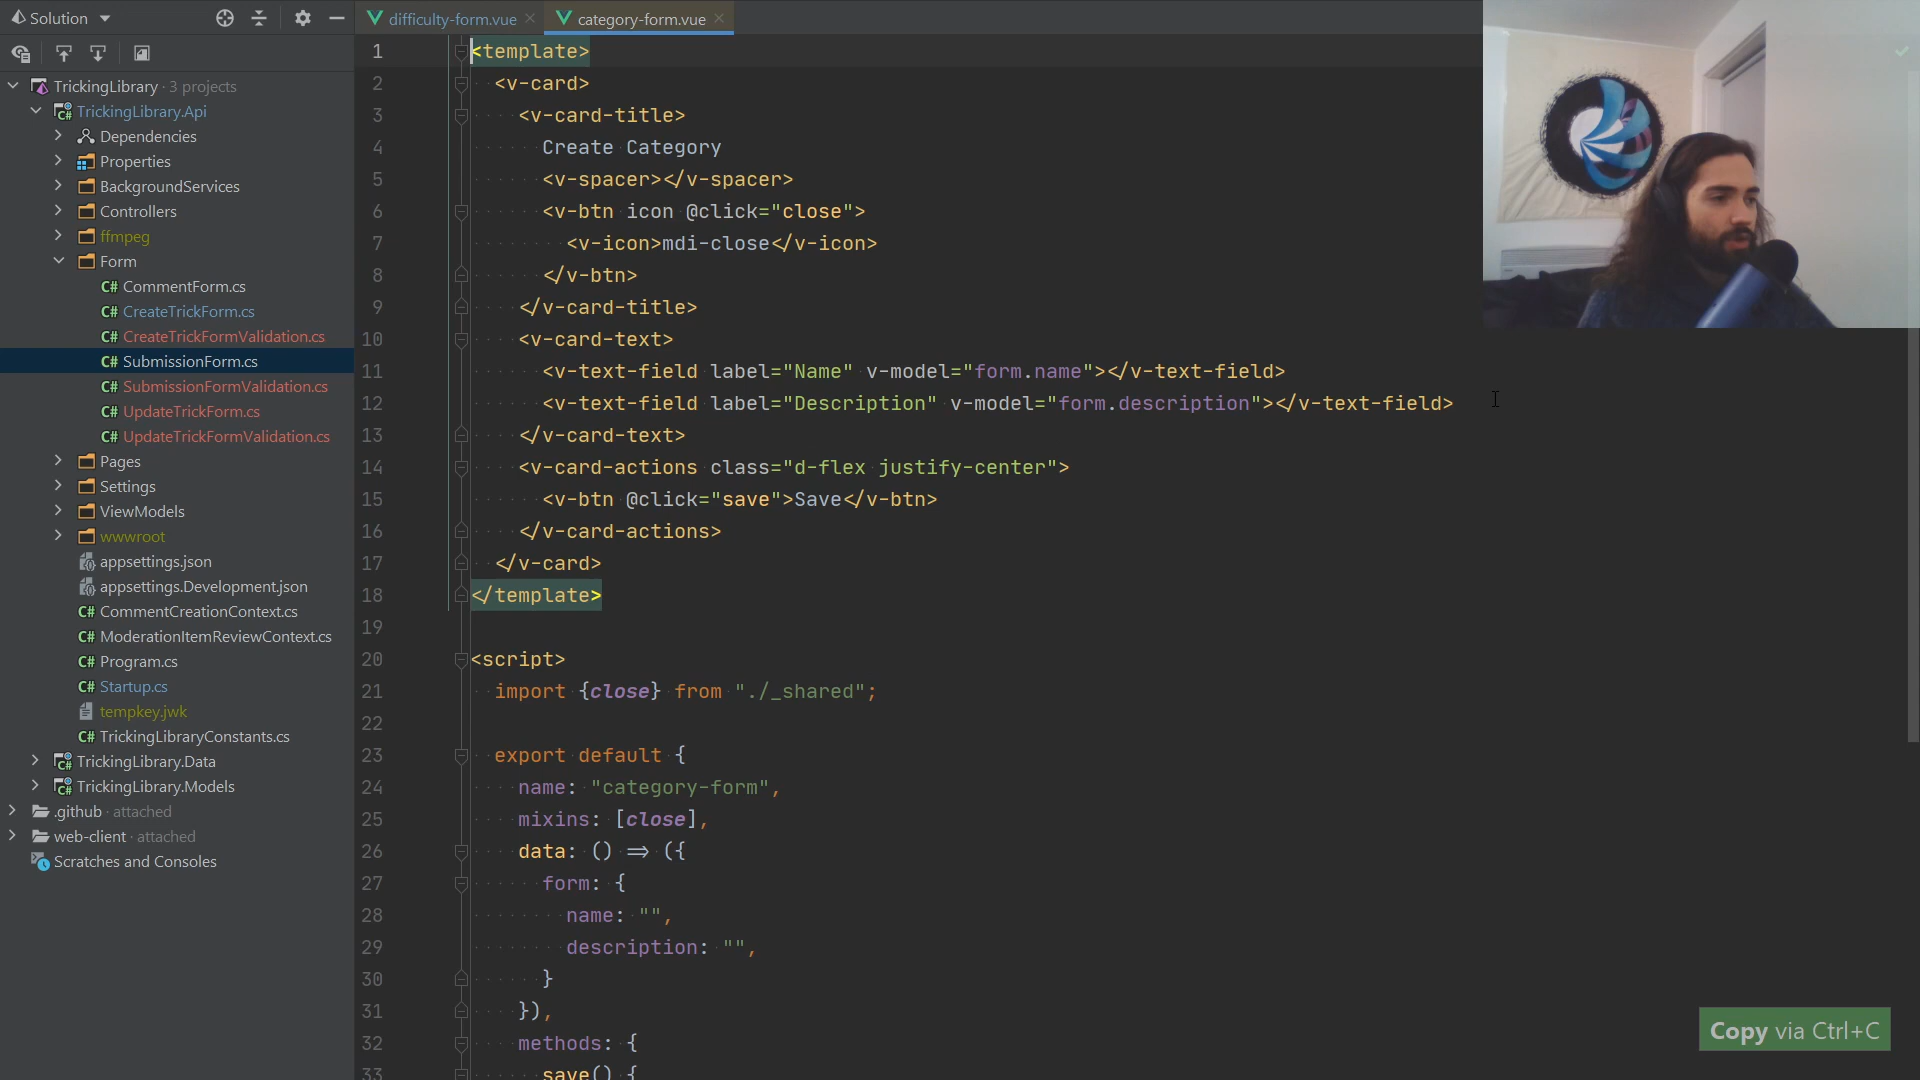 Solution
difficulty-form.vue
category-form.vue
TrickingLibrary · 3 projects
TrickingLibrary.Api
Dependencies
Properties
BackgroundServices
Controllers
ffmpeg
Form
C# CommentForm.cs
C# CreateTrickForm.cs
C# CreateTrickFormValidation.cs
C# SubmissionForm.cs
C# SubmissionFormValidation.cs
C# UpdateTrickForm.cs
C# UpdateTrickFormValidation.cs
Pages
Settings
ViewModels
wwwroot
appsettings.json
appsettings.Development.json
C# CommentCreationContext.cs
C# ModerationItemReviewContext.cs
C# Program.cs
C# Startup.cs
tempkey.jwk
C# TrickingLibraryConstants.cs
TrickingLibrary.Data
TrickingLibrary.Models
.github · attached
web-client · attached
Scratches and Consoles
1 <template>
2 <v-card>
3 <v-card-title>
4 Create Category
5 <v-spacer></v-spacer>
6 <v-btn icon @click="close">
7 <v-icon>mdi-close</v-icon>
8 </v-btn>
9 </v-card-title>
10 <v-card-text>
11 <v-text-field label="Name" v-model="form.name"></v-text-field>
12 <v-text-field label="Description" v-model="form.description"></v-text-field>
13 </v-card-text>
14 <v-card-actions class="d-flex justify-center">
15 <v-btn @click="save">Save</v-btn>
16 </v-card-actions>
17 </v-card>
18 </template>
19
20 <script>
21 import {close} from "./_shared";
22
23 export default {
24 name: "category-form",
25 mixins: [close],
26 data: () => ({
27 form: {
28 name: "",
29 description: "",
30 }
31 }),
32 methods: {
33 save() {
Copy via Ctrl+C